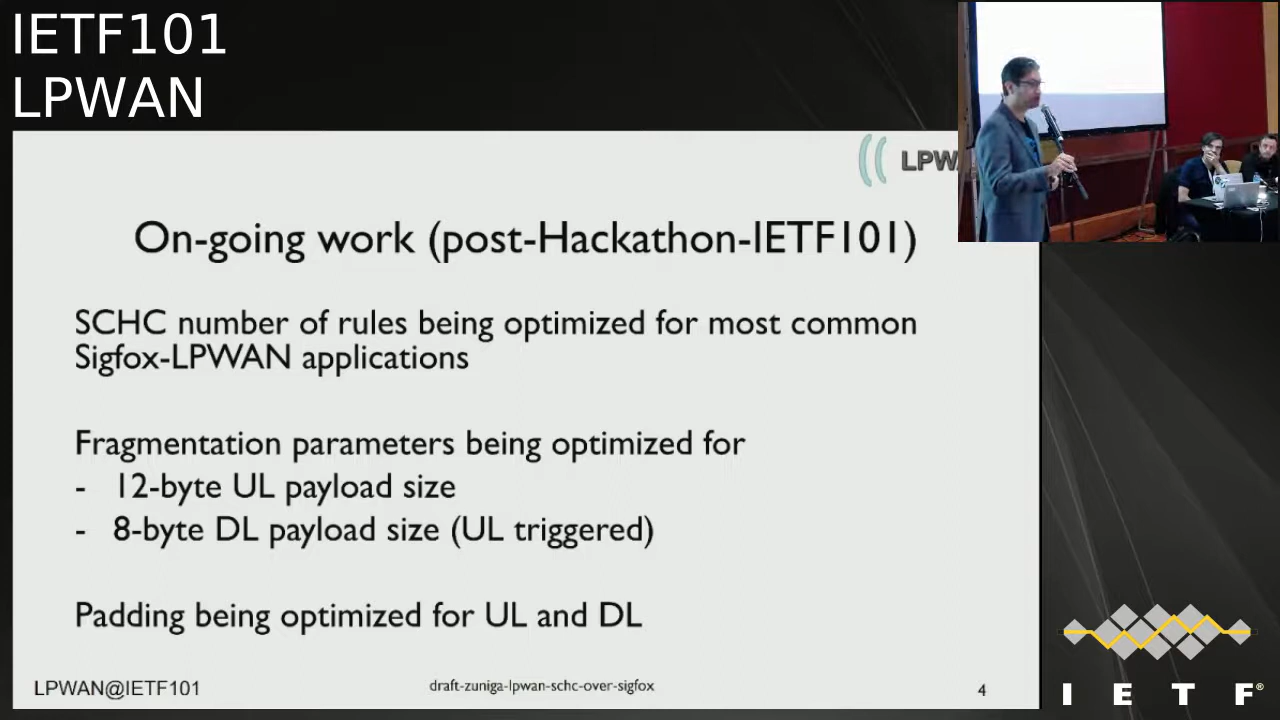 IETF101
LPWAN
LPW
On-going work (post-Hackathon-IETF101)
SCHC number of rules being optimized for most common
Sigfox-LPWAN applications
Fragmentation parameters being optimized for
- 12-byte UL payload size
- 8-byte DL payload size (UL triggered)
Padding being optimized for UL and DL
LPWAN@IETF101
draft-zuniga-lpwan-schc-over-sigfox
4
I E T F®